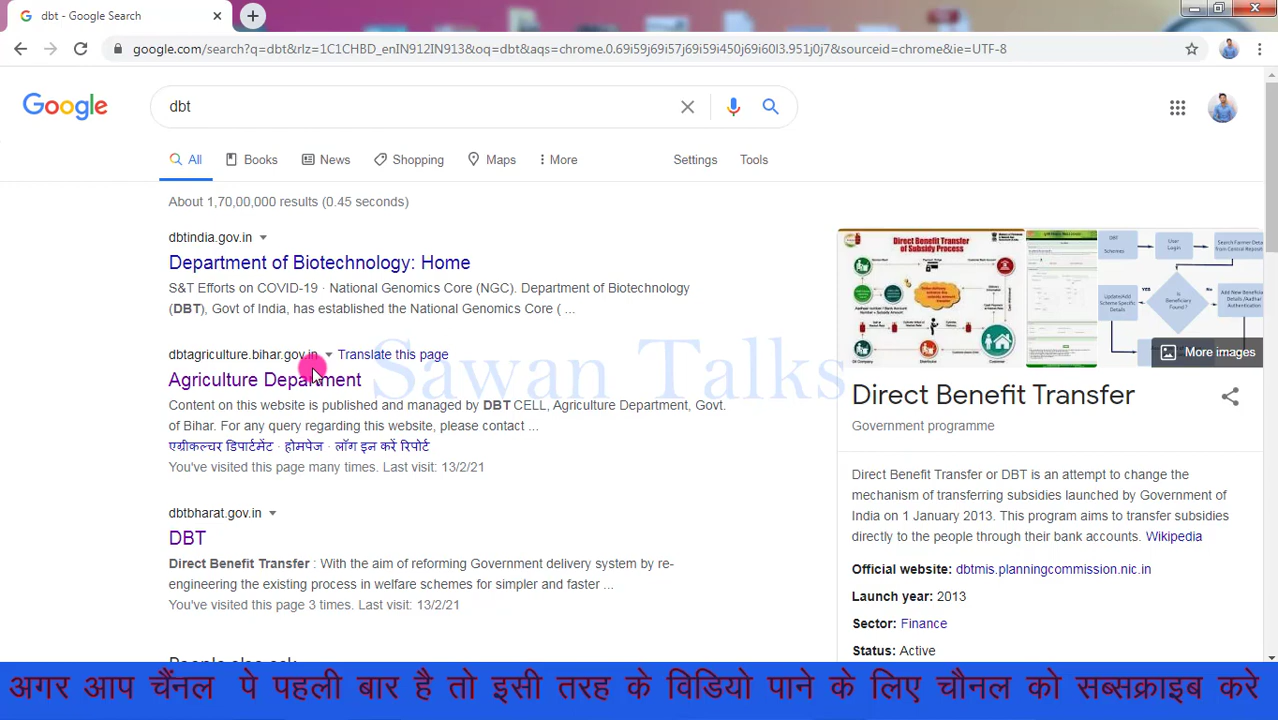 dbt - Google Search
google.com/search?q=dbt&rlz=1C1CHBD_enIN912IN913&oq=dbt&aqs=chrome.0.69i59j69i57j69i59i450j69i60l3.951j0j7&sourceid=chrome&ie=UTF-8
Google
dbt
All Books News Shopping Maps More Settings Tools
About 1,70,00,000 results (0.45 seconds)
dbtindia.gov.in
Department of Biotechnology: Home
S&T Efforts on COVID-19 · National Genomics Core (NGC). Department of Biotechnology
(DBT), Govt of India, has established the National Genomics Core ( ...
dbtagriculture.bihar.gov.in Translate this page
Agriculture Department
Content on this website is published and managed by DBT CELL, Agriculture Department, Govt.
of Bihar. For any query regarding this website, please contact ...
एग्रीकल्चर डिपार्टमेंट · होमपेज · लॉग इन करें रिपोर्ट
You've visited this page many times. Last visit: 13/2/21
dbtbharat.gov.in
DBT
Direct Benefit Transfer : With the aim of reforming Government delivery system by re-
engineering the existing process in welfare schemes for simpler and faster ...
You've visited this page 3 times. Last visit: 13/2/21
People also ask
Sawan Talks
Direct Benefit Transfer
of Subsidy Process
More images
Direct Benefit Transfer
Government programme
Direct Benefit Transfer or DBT is an attempt to change the
mechanism of transferring subsidies launched by Government of
India on 1 January 2013. This program aims to transfer subsidies
directly to the people through their bank accounts. Wikipedia
Official website: dbtmis.planningcommission.nic.in
Launch year: 2013
Sector: Finance
Status: Active
अगर आप चैंनल पे पहली बार है तो इसी तरह के विडियो पाने के लिए चौनल को सब्सक्राइब करे